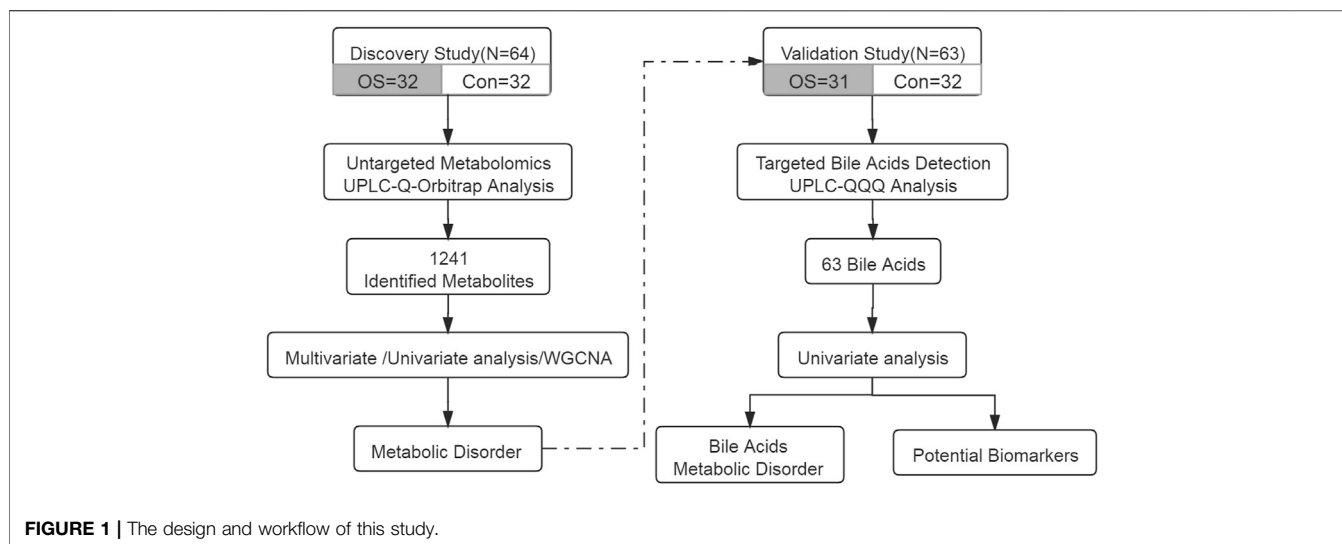 Discovery Study(N=64)
OS=32
Con=32
Untargeted Metabolomics
UPLC-Q-Orbitrap Analysis
1241
Identified Metabolites
Multivariate /Univariate analysis/WGCNA
Metabolic Disorder
Validation Study(N=63)
OS=31
Con=32
Targeted Bile Acids Detection
UPLC-QQQ Analysis
63 Bile Acids
Univariate analysis
Bile Acids
Metabolic Disorder
Potential Biomarkers
FIGURE 1 | The design and workflow of this study.